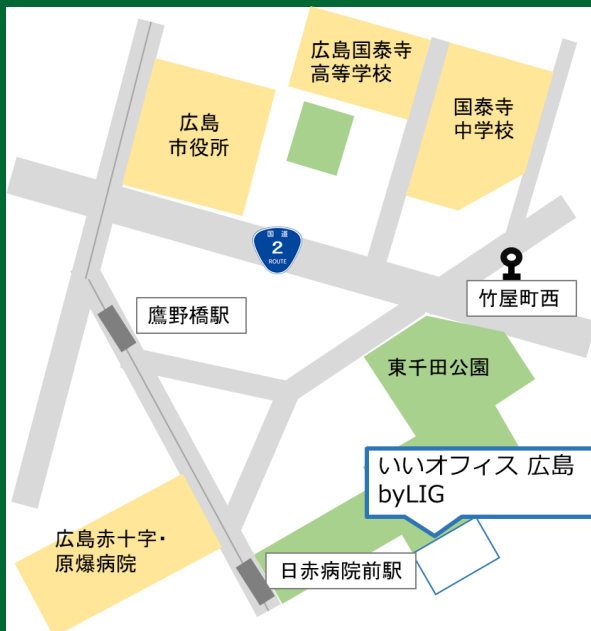 広島国泰寺
高等学校
国泰寺
中学校
広島
市役所
国道
2
ROUTE
竹屋町西
鷹野橋駅
東千田公園
いいオフィス 広島
byLIG
広島赤十字・
原爆病院
日赤病院前駅